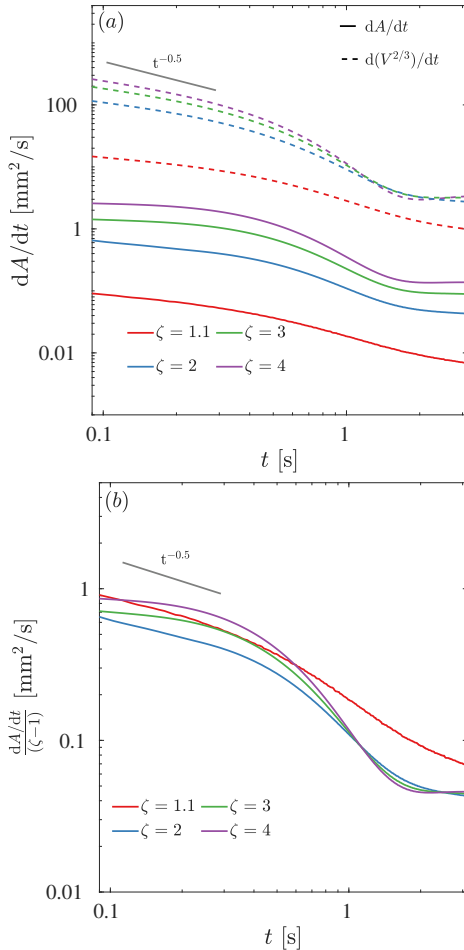 (a)
dA/dt
d(V^{2/3})/dt
t^{-0.5}
100
1
0.01
dA/dt [mm²/s]
ζ = 1.1
ζ = 3
ζ = 2
ζ = 4
0.1
1
t [s]
(b)
t^{-0.5}
1
0.1
0.01
dA/dt
(ζ−1)
[mm²/s]
ζ = 1.1
ζ = 3
ζ = 2
ζ = 4
0.1
1
t [s]